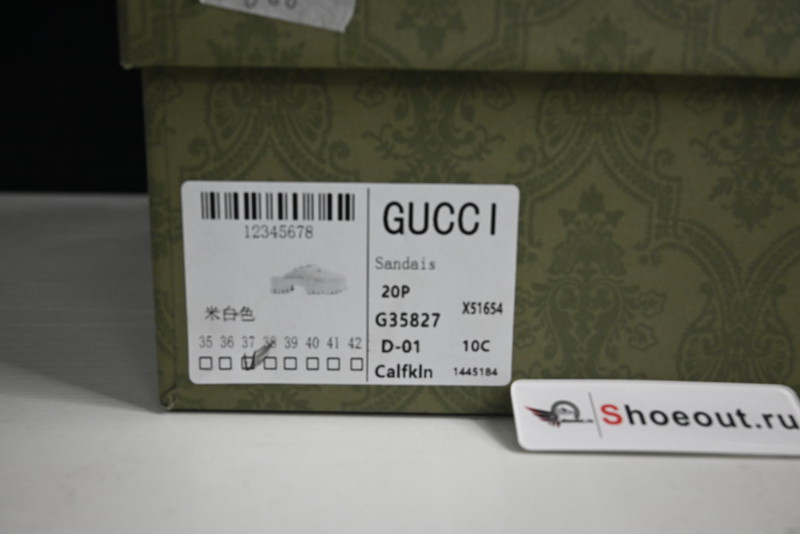 12345678
米白色
35 36 37 38 39 40 41 42
GUCCI
Sandais
20P
G35827 X51654
D-01 10C
Calfkln 1445184
Shoeout.ru